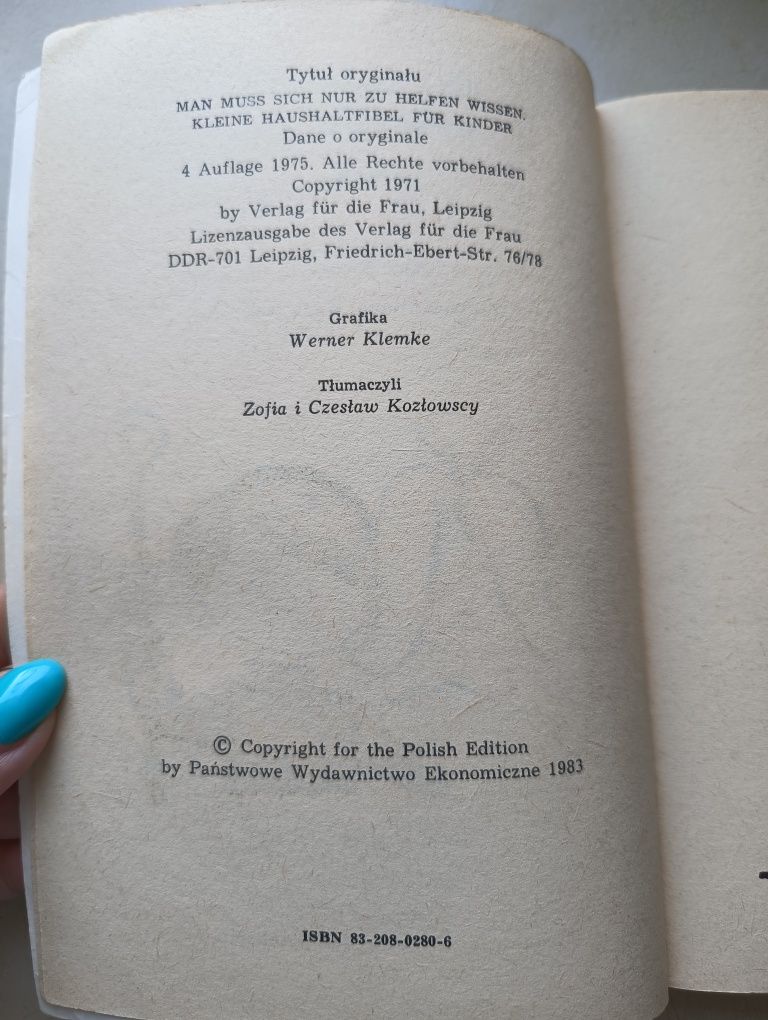 Tytuł oryginału
MAN MUSS SICH NUR ZU HELFEN WISSEN.
KLEINE HAUSHALTFIBEL FÜR KINDER
Dane o oryginale
4 Auflage 1975. Alle Rechte vorbehalten
Copyright 1971
by Verlag für die Frau, Leipzig
Lizenzausgabe des Verlag für die Frau
DDR-701 Leipzig, Friedrich-Ebert-Str. 76/78
Grafika
Werner Klemke
Tłumaczyli
Zofia i Czesław Kozłowscy
© Copyright for the Polish Edition
by Państwowe Wydawnictwo Ekonomiczne 1983
ISBN 83-208-0280-6